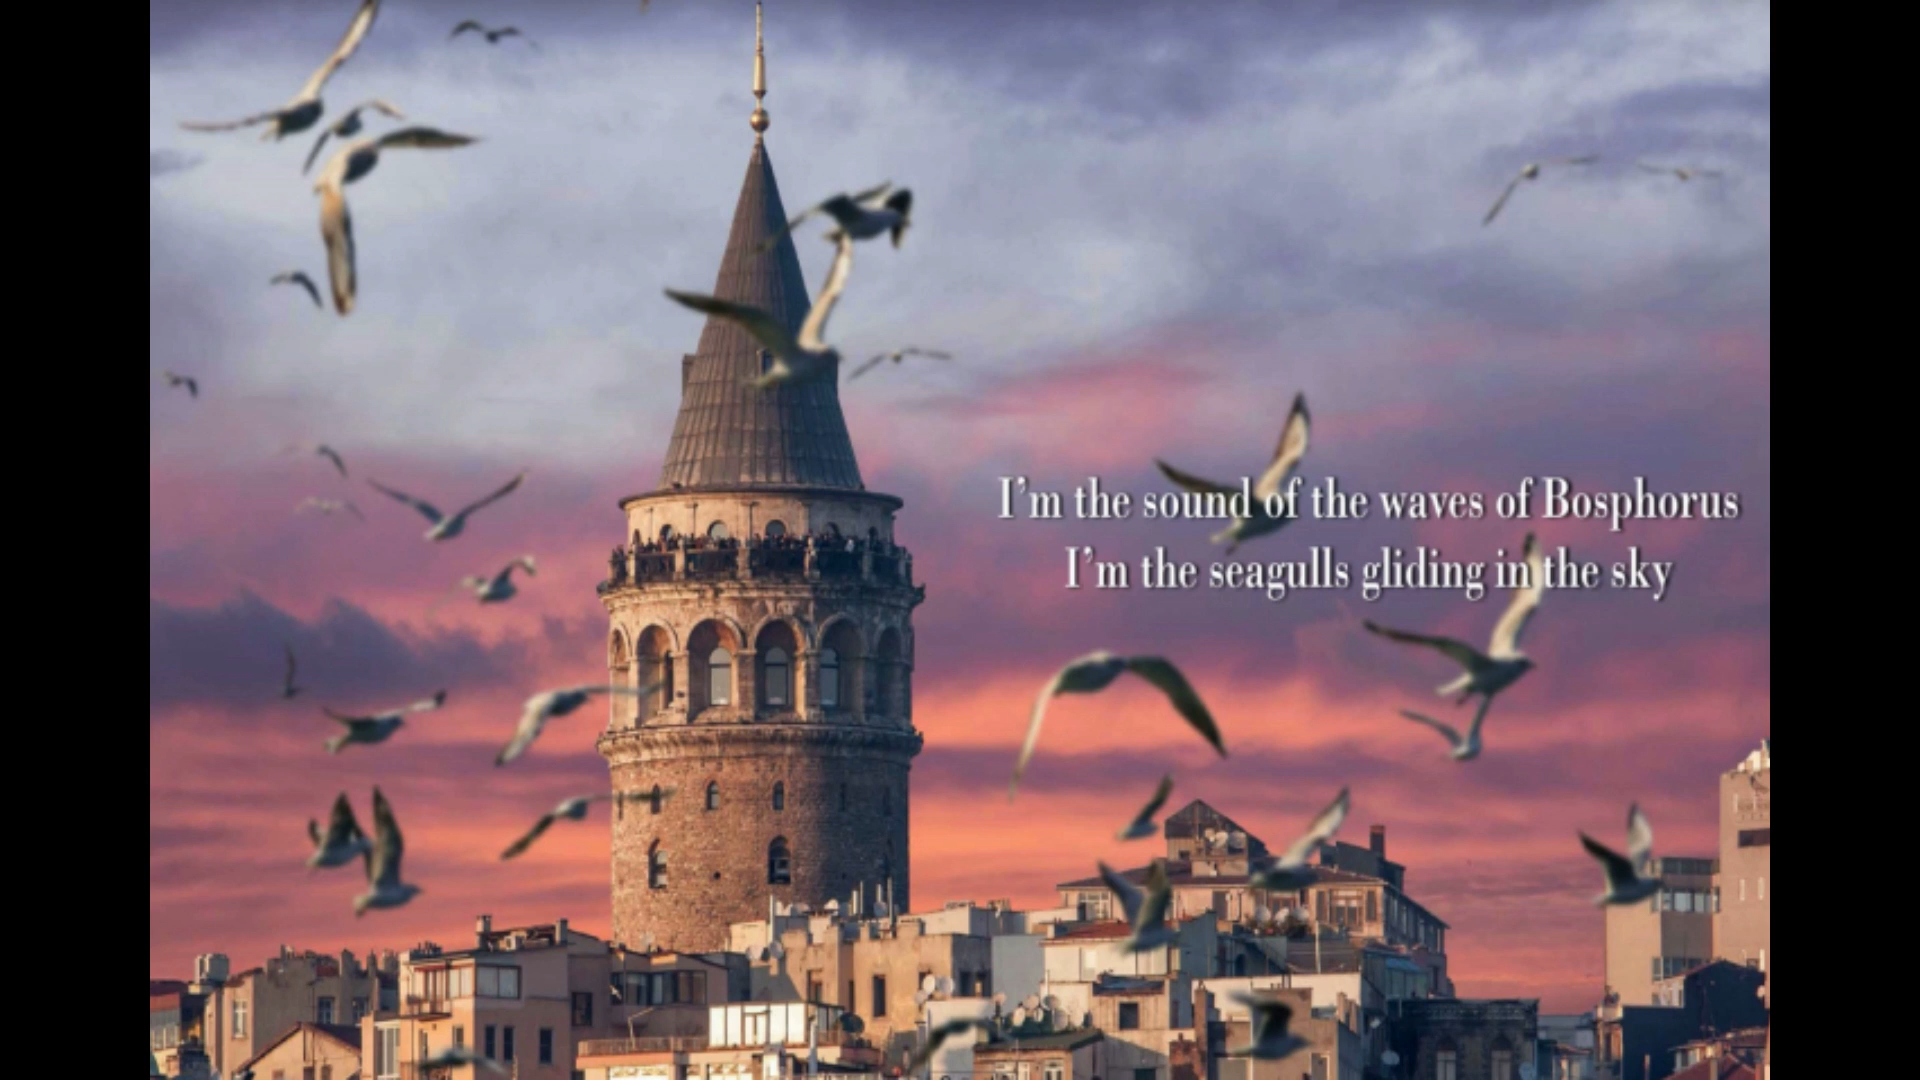 I'm the sound of the waves of Bosphorus
I'm the seagulls gliding in the sky